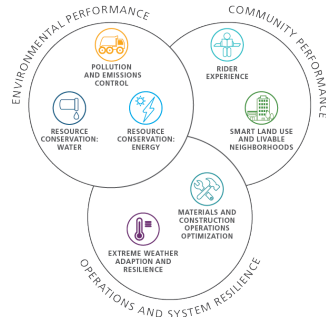 ENVIRONMENTAL PERFORMANCE
COMMUNITY PERFORMANCE
POLLUTION
AND EMISSIONS
CONTROL
RIDER
EXPERIENCE
RESOURCE
CONSERVATION:
WATER
RESOURCE
CONSERVATION:
ENERGY
SMART LAND USE
AND LIVABLE
NEIGHBORHOODS
MATERIALS AND
CONSTRUCTION
OPERATIONS
OPTIMIZATION
EXTREME WEATHER
ADAPTION AND
RESILIENCE
OPERATIONS AND SYSTEM RESILIENCE